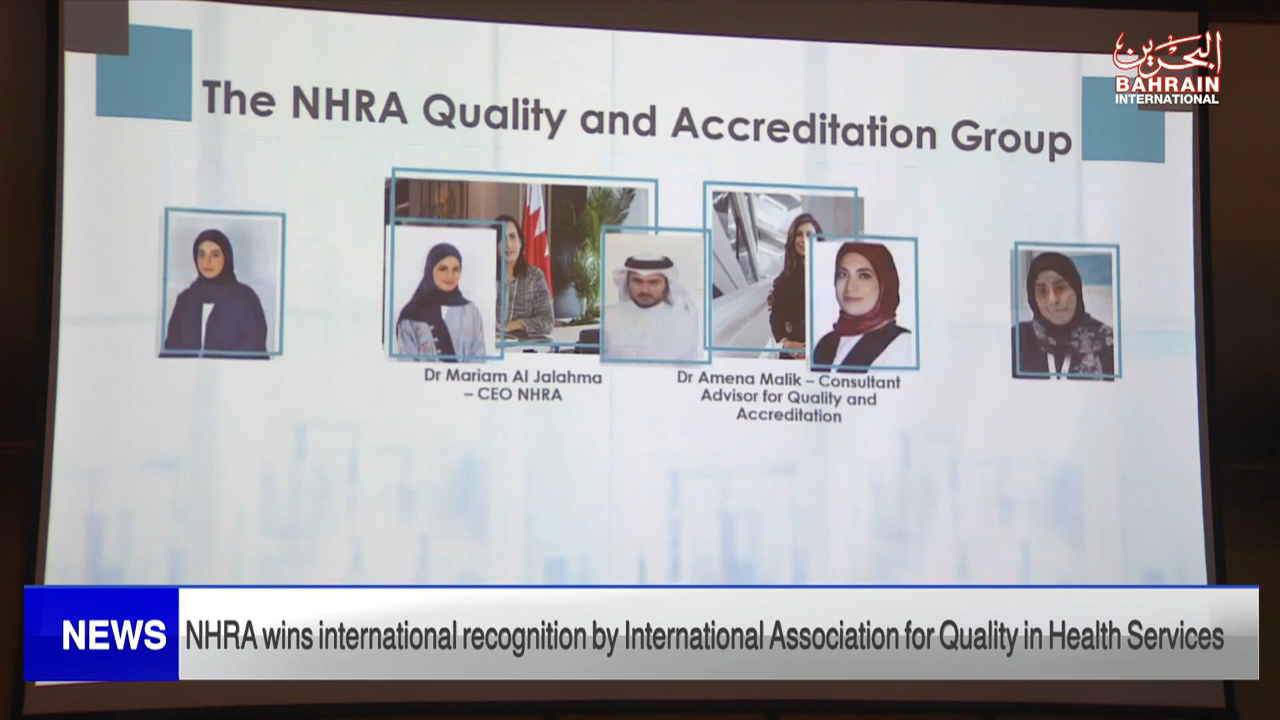 البحرين
BAHRAIN
INTERNATIONAL
The NHRA Quality and Accreditation Group
Dr Mariam Al Jalahma
– CEO NHRA
Dr Amena Malik – Consultant
Advisor for Quality and
Accreditation
NEWS
NHRA wins international recognition by International Association for Quality in Health Services